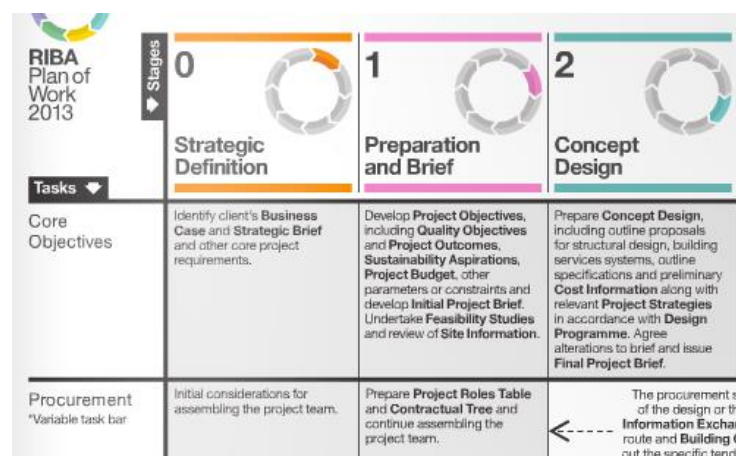 RIBA
Plan of
Work
2013
Stages
0
Strategic
Definition
1
Preparation
and Brief
2
Concept
Design
Tasks
Core
Objectives
Identify client's Business
Case and Strategic Brief
and other core project
requirements.
Develop Project Objectives,
including Quality Objectives
and Project Outcomes,
Sustainability Aspirations,
Project Budget, other
parameters or constraints and
develop Initial Project Brief.
Undertake Feasibility Studies
and review of Site Information.
Prepare Concept Design,
including outline proposals
for structural design, building
services systems, outline
specifications and preliminary
Cost Information along with
relevant Project Strategies
in accordance with Design
Programme. Agree
alterations to brief and issue
Final Project Brief.
Procurement
*Variable task bar
Initial considerations for
assembling the project team.
Prepare Project Roles Table
and Contractual Tree and
continue assembling the
project team.
The procurement
of the design or
Information
route and Building
out the specific